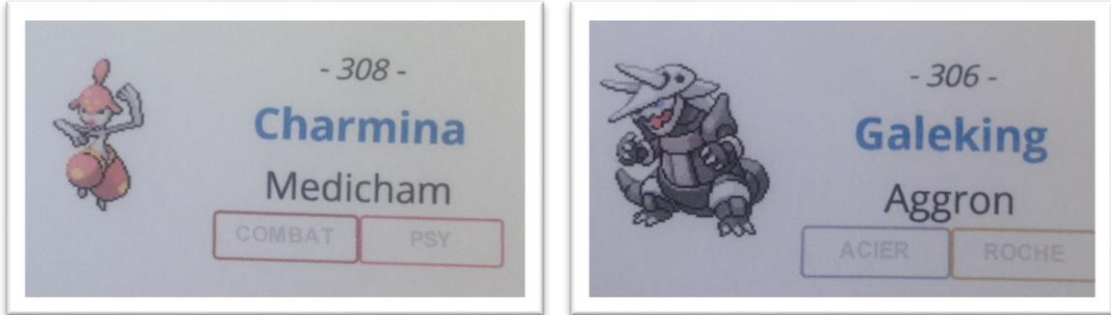 - 308 -
Charmina
Medicham
COMBAT PSY
- 306 -
Galeking
Aggron
ACIER ROCHE